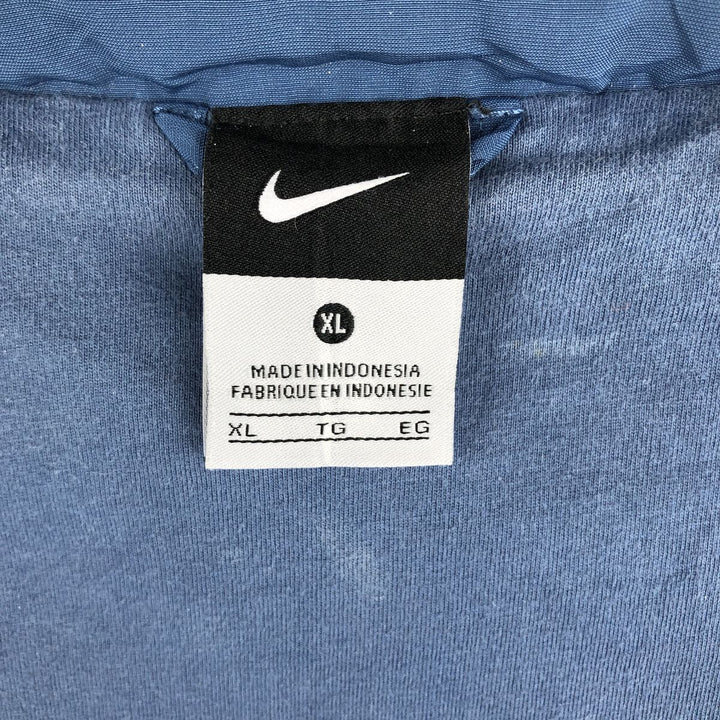 XL
MADE IN INDONESIA
FABRIQUE EN INDONESIE
XL TG EG